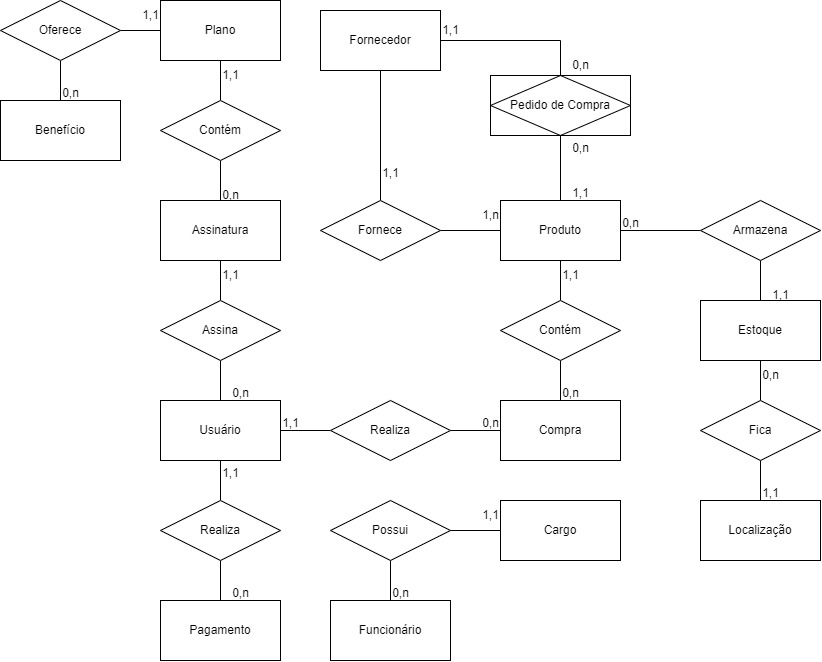 Oferece
1,1
Plano
Fornecedor
1,1
0,n
0,n
Benefício
1,1
Contém
Pedido de Compra
0,n
1,1
0,n
1,1
Assinatura
Fornece
1,n
Produto
0,n
Armazena
1,1
1,1
1,1
Assina
Contém
Estoque
0,n
0,n
0,n
Usuário
1,1
Realiza
0,n
Compra
Fica
1,1
1,1
Realiza
Possui
1,1
Cargo
Localização
0,n
0,n
Pagamento
Funcionário